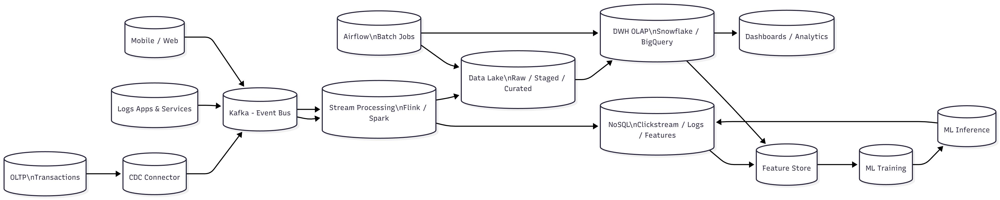 Mobile / Web
Logs Apps & Services
OLTP\nTransactions
CDC Connector
Kafka - Event Bus
Airflow\nBatch Jobs
Stream Processing\nFlink /
Spark
Data Lake\nRaw / Staged /
Curated
DWH OLAP\nSnowflake /
BigQuery
NoSQL\nClickstream / Logs
/ Features
Dashboards / Analytics
Feature Store
ML Training
ML Inference